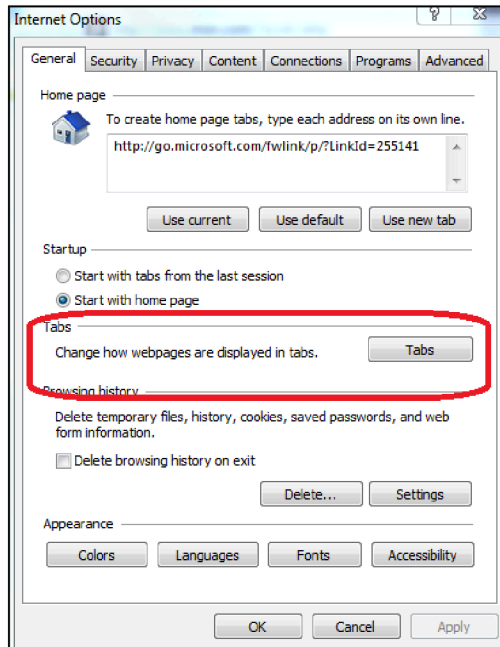 Internet Options
General Security Privacy Content Connections Programs Advanced
Home page
To create home page tabs, type each address on its own line.
http://go.microsoft.com/fwlink/p/?LinkId=255141
Use current Use default Use new tab
Startup
Start with tabs from the last session
Start with home page
Tabs
Change how webpages are displayed in tabs. Tabs
Browsing history
Delete temporary files, history, cookies, saved passwords, and web
form information.
Delete browsing history on exit
Delete... Settings
Appearance
Colors Languages Fonts Accessibility
OK Cancel Apply